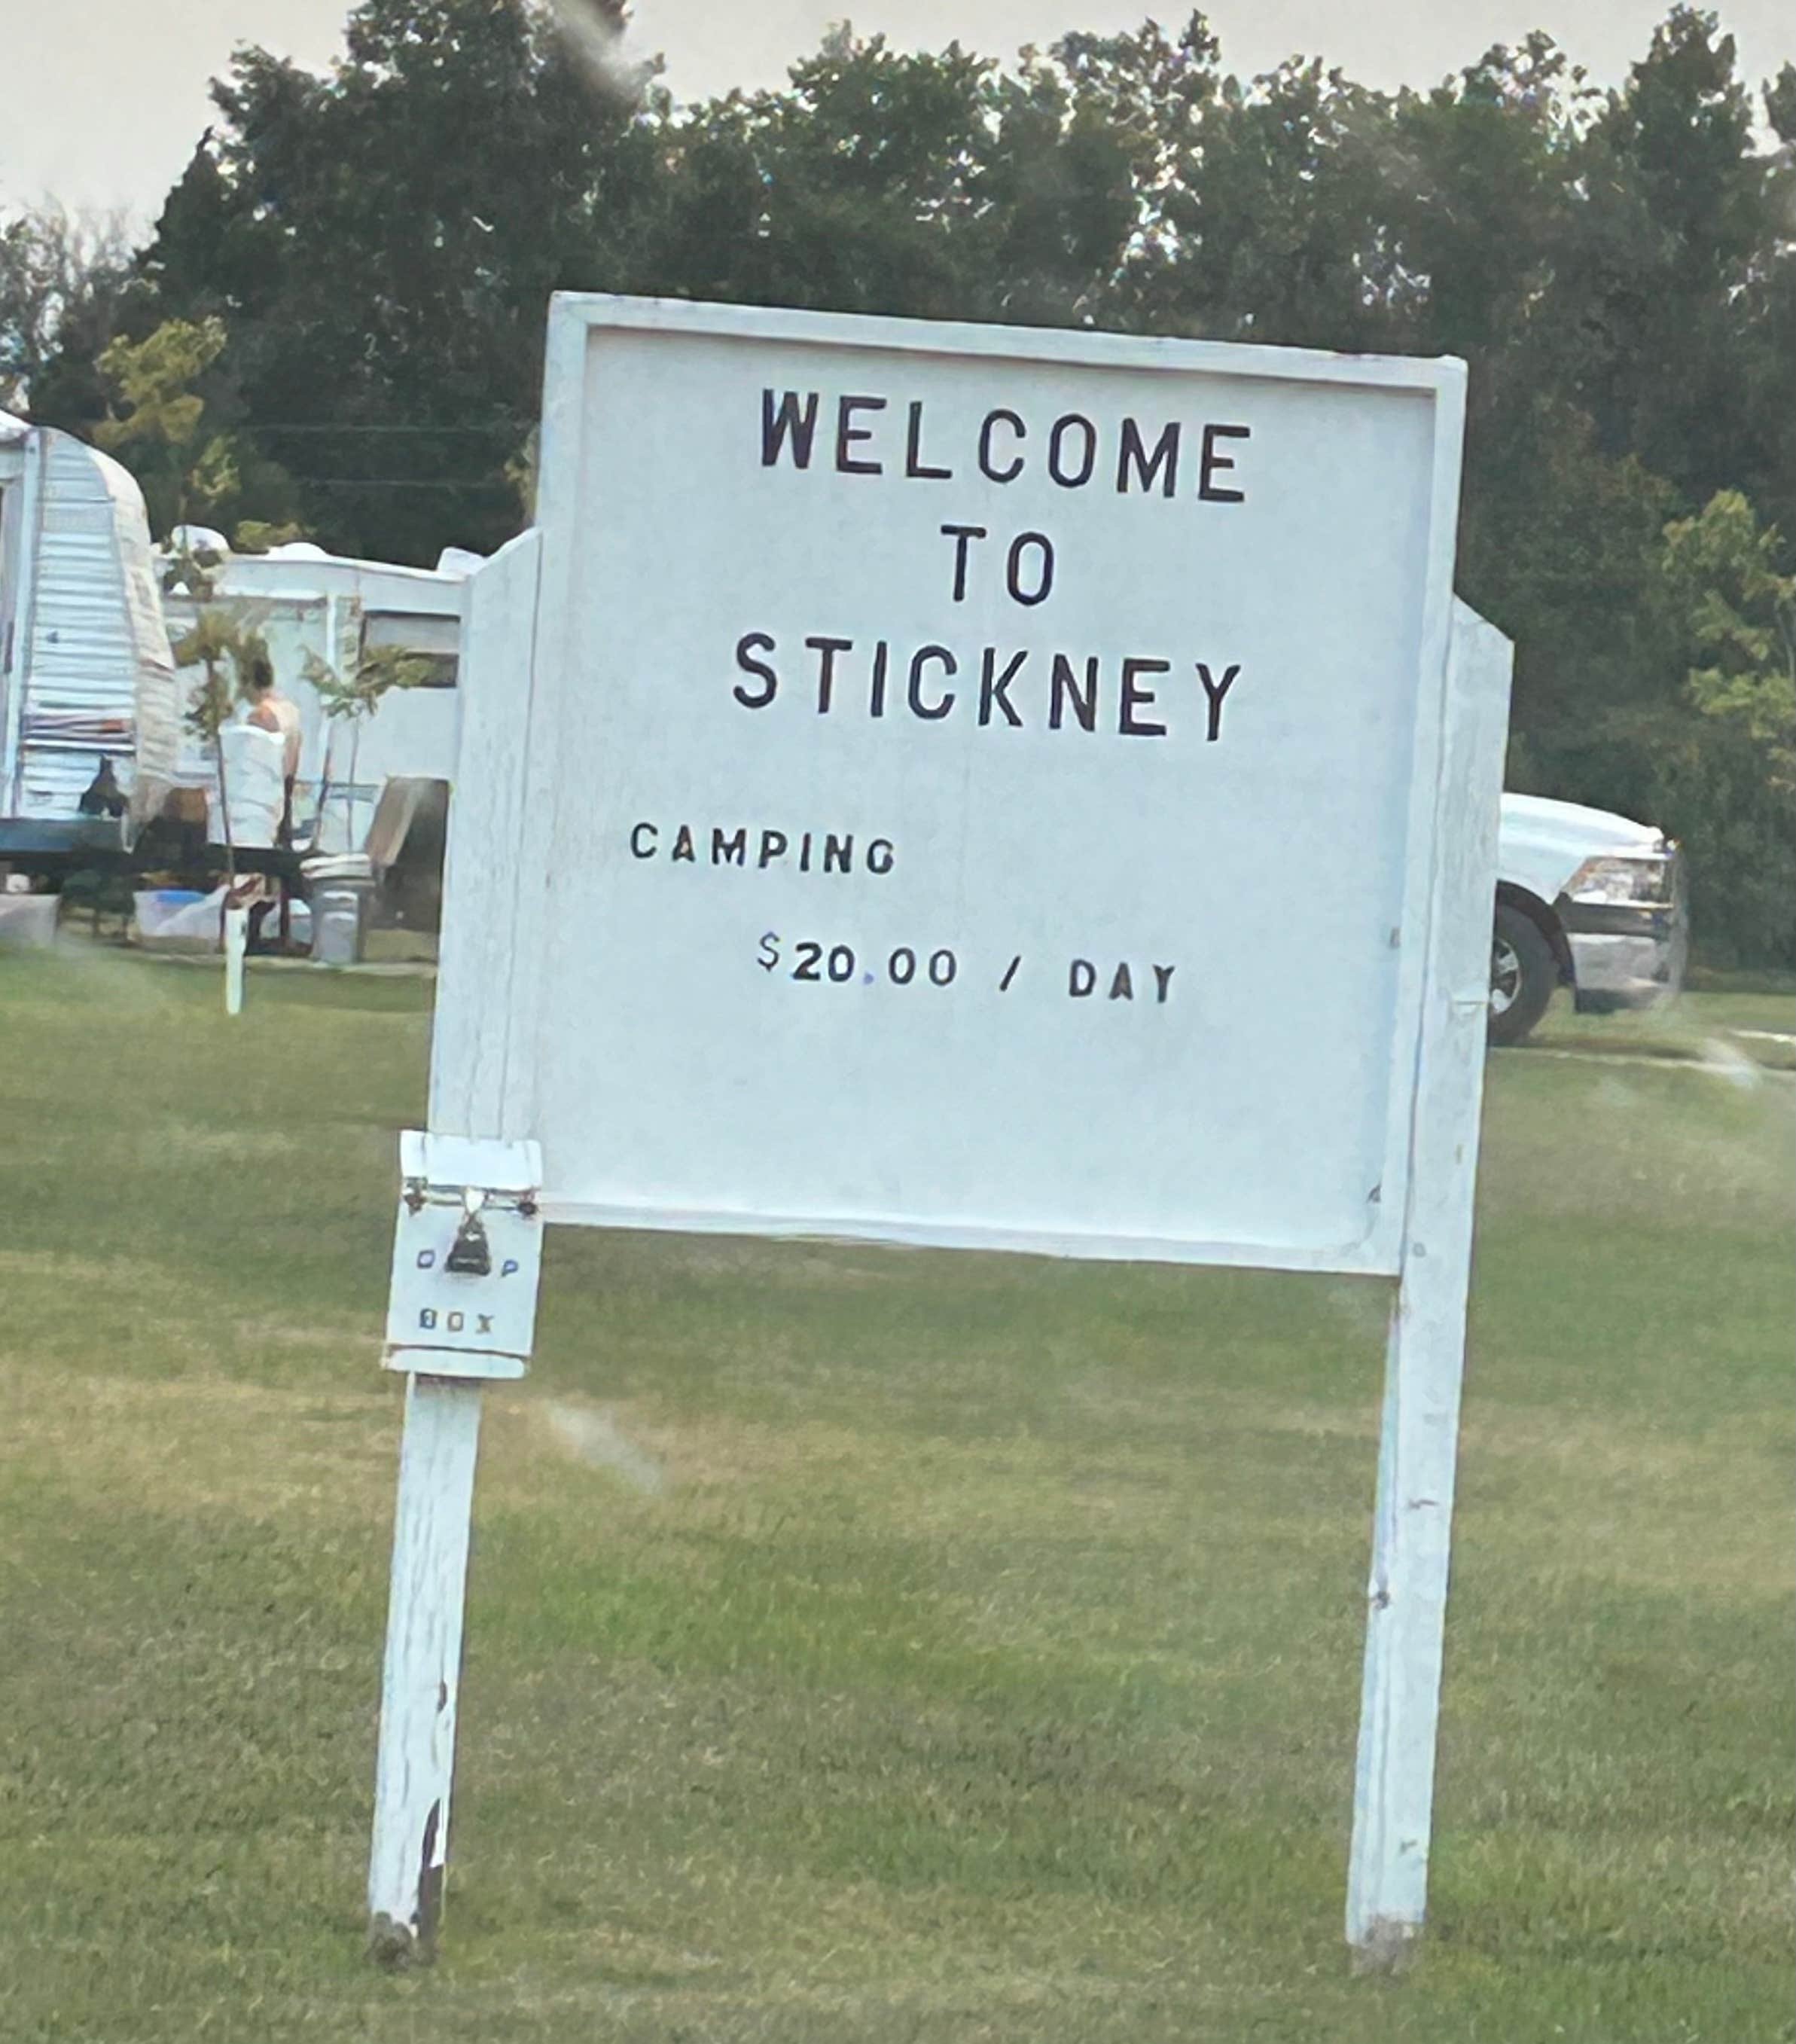 WELCOME
TO
STICKNEY
CAMPING
$20.00 / DAY
BOX